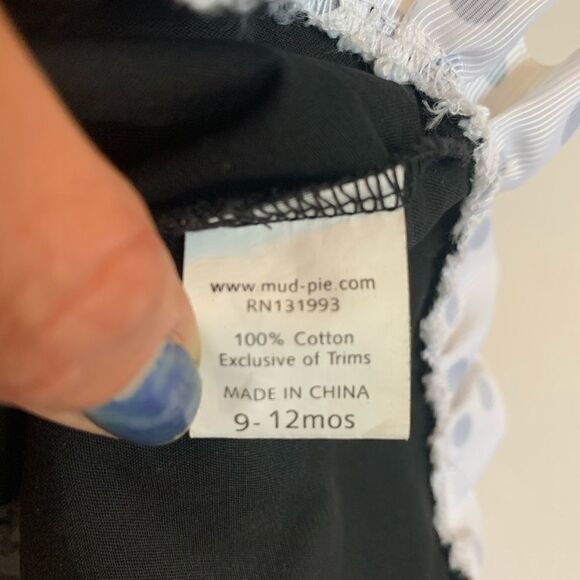 www.mud-pie.com
RN131993
100% Cotton
Exclusive of Trims
MADE IN CHINA
9-12mos